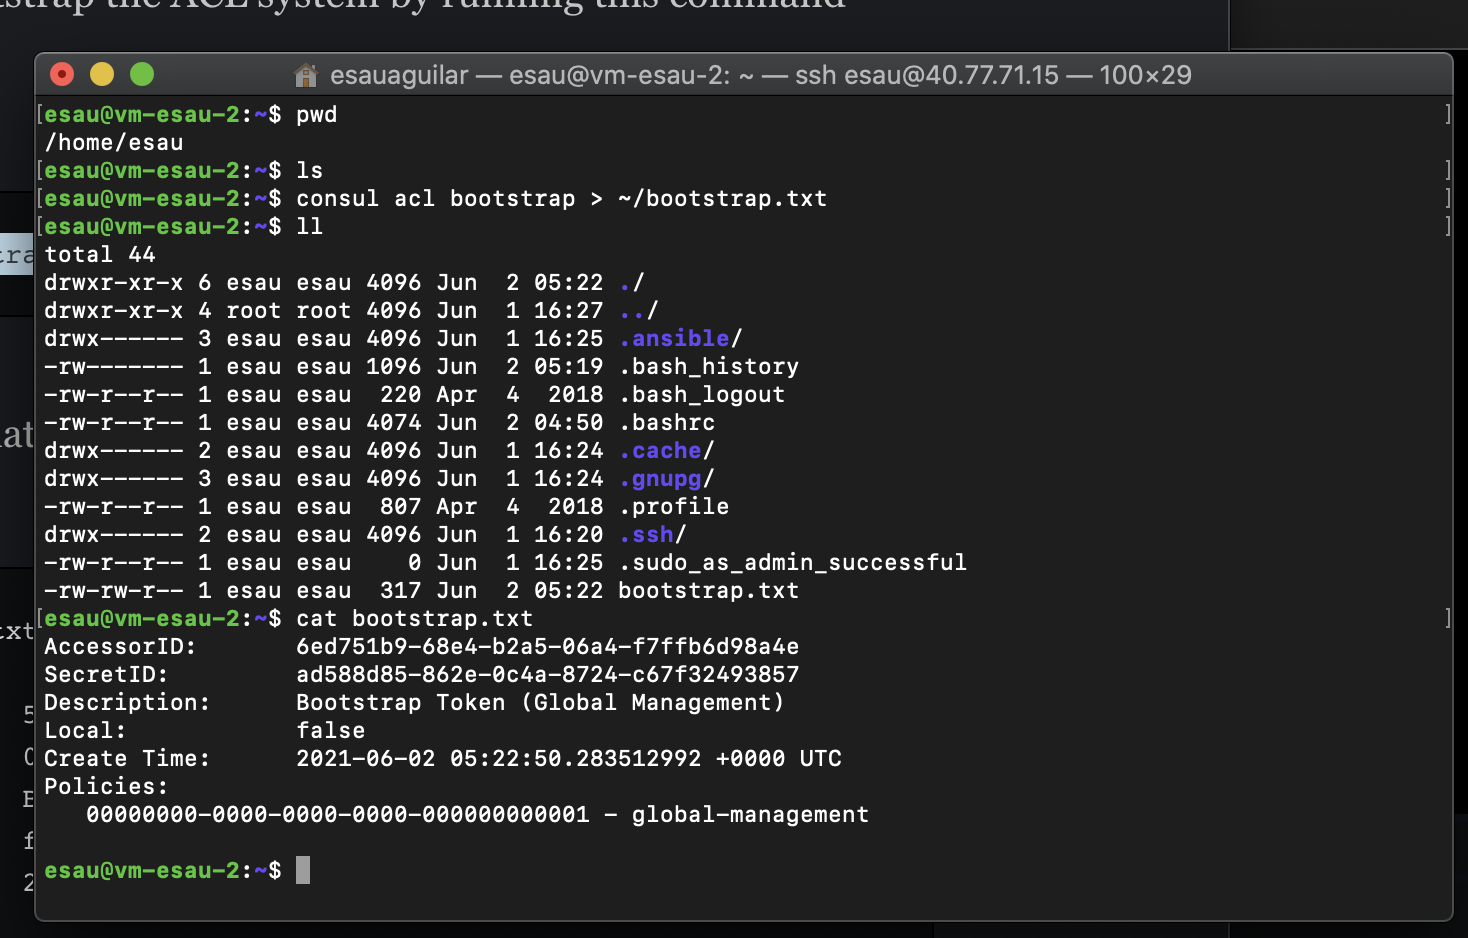 strap the ACL system by running this command
esauaguilar — esau@vm-esau-2: ~ — ssh esau@40.77.71.15 — 100×29
[esau@vm-esau-2:~$ pwd ]
/home/esau
[esau@vm-esau-2:~$ ls ]
[esau@vm-esau-2:~$ consul acl bootstrap > ~/bootstrap.txt ]
[esau@vm-esau-2:~$ ll ]
total 44
drwxr-xr-x 6 esau esau 4096 Jun  2 05:22 ./
drwxr-xr-x 4 root root 4096 Jun  1 16:27 ../
drwx------ 3 esau esau 4096 Jun  1 16:25 .ansible/
-rw------- 1 esau esau 1096 Jun  2 05:19 .bash_history
-rw-r--r-- 1 esau esau  220 Apr  4  2018 .bash_logout
-rw-r--r-- 1 esau esau 4074 Jun  2 04:50 .bashrc
drwx------ 2 esau esau 4096 Jun  1 16:24 .cache/
drwx------ 3 esau esau 4096 Jun  1 16:24 .gnupg/
-rw-r--r-- 1 esau esau  807 Apr  4  2018 .profile
drwx------ 2 esau esau 4096 Jun  1 16:20 .ssh/
-rw-r--r-- 1 esau esau    0 Jun  1 16:25 .sudo_as_admin_successful
-rw-rw-r-- 1 esau esau  317 Jun  2 05:22 bootstrap.txt
[esau@vm-esau-2:~$ cat bootstrap.txt ]
AccessorID:       6ed751b9-68e4-b2a5-06a4-f7ffb6d98a4e
SecretID:         ad588d85-862e-0c4a-8724-c67f32493857
Description:      Bootstrap Token (Global Management)
Local:            false
Create Time:      2021-06-02 05:22:50.283512992 +0000 UTC
Policies:
   00000000-0000-0000-0000-000000000001 - global-management
esau@vm-esau-2:~$